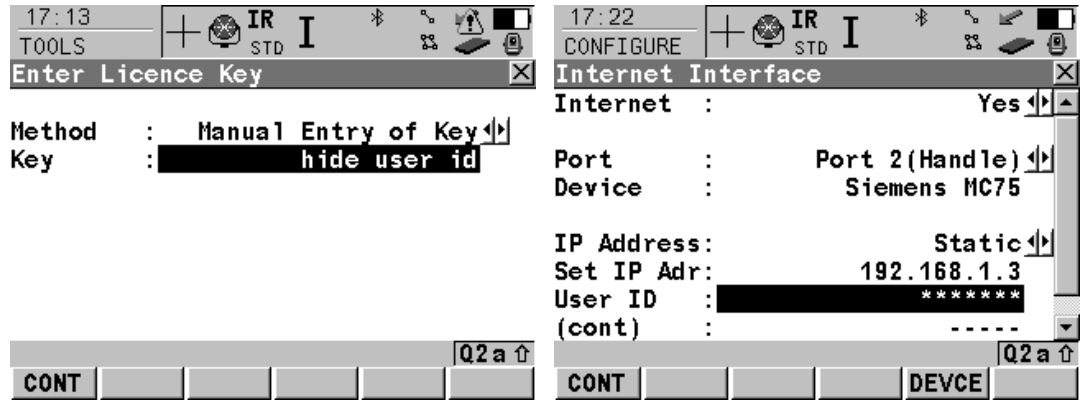 17:13
TOOLS
IR
STD
I
Enter Licence Key
Method : Manual Entry of Key
Key : hide user id
Q2a
CONT
17:22
CONFIGURE
IR
STD
I
Internet Interface
Internet : Yes
Port : Port 2(Handle)
Device : Siemens MC75
IP Address: Static
Set IP Adr: 192.168.1.3
User ID : *******
(cont) : -----
Q2a
CONT DEVCE